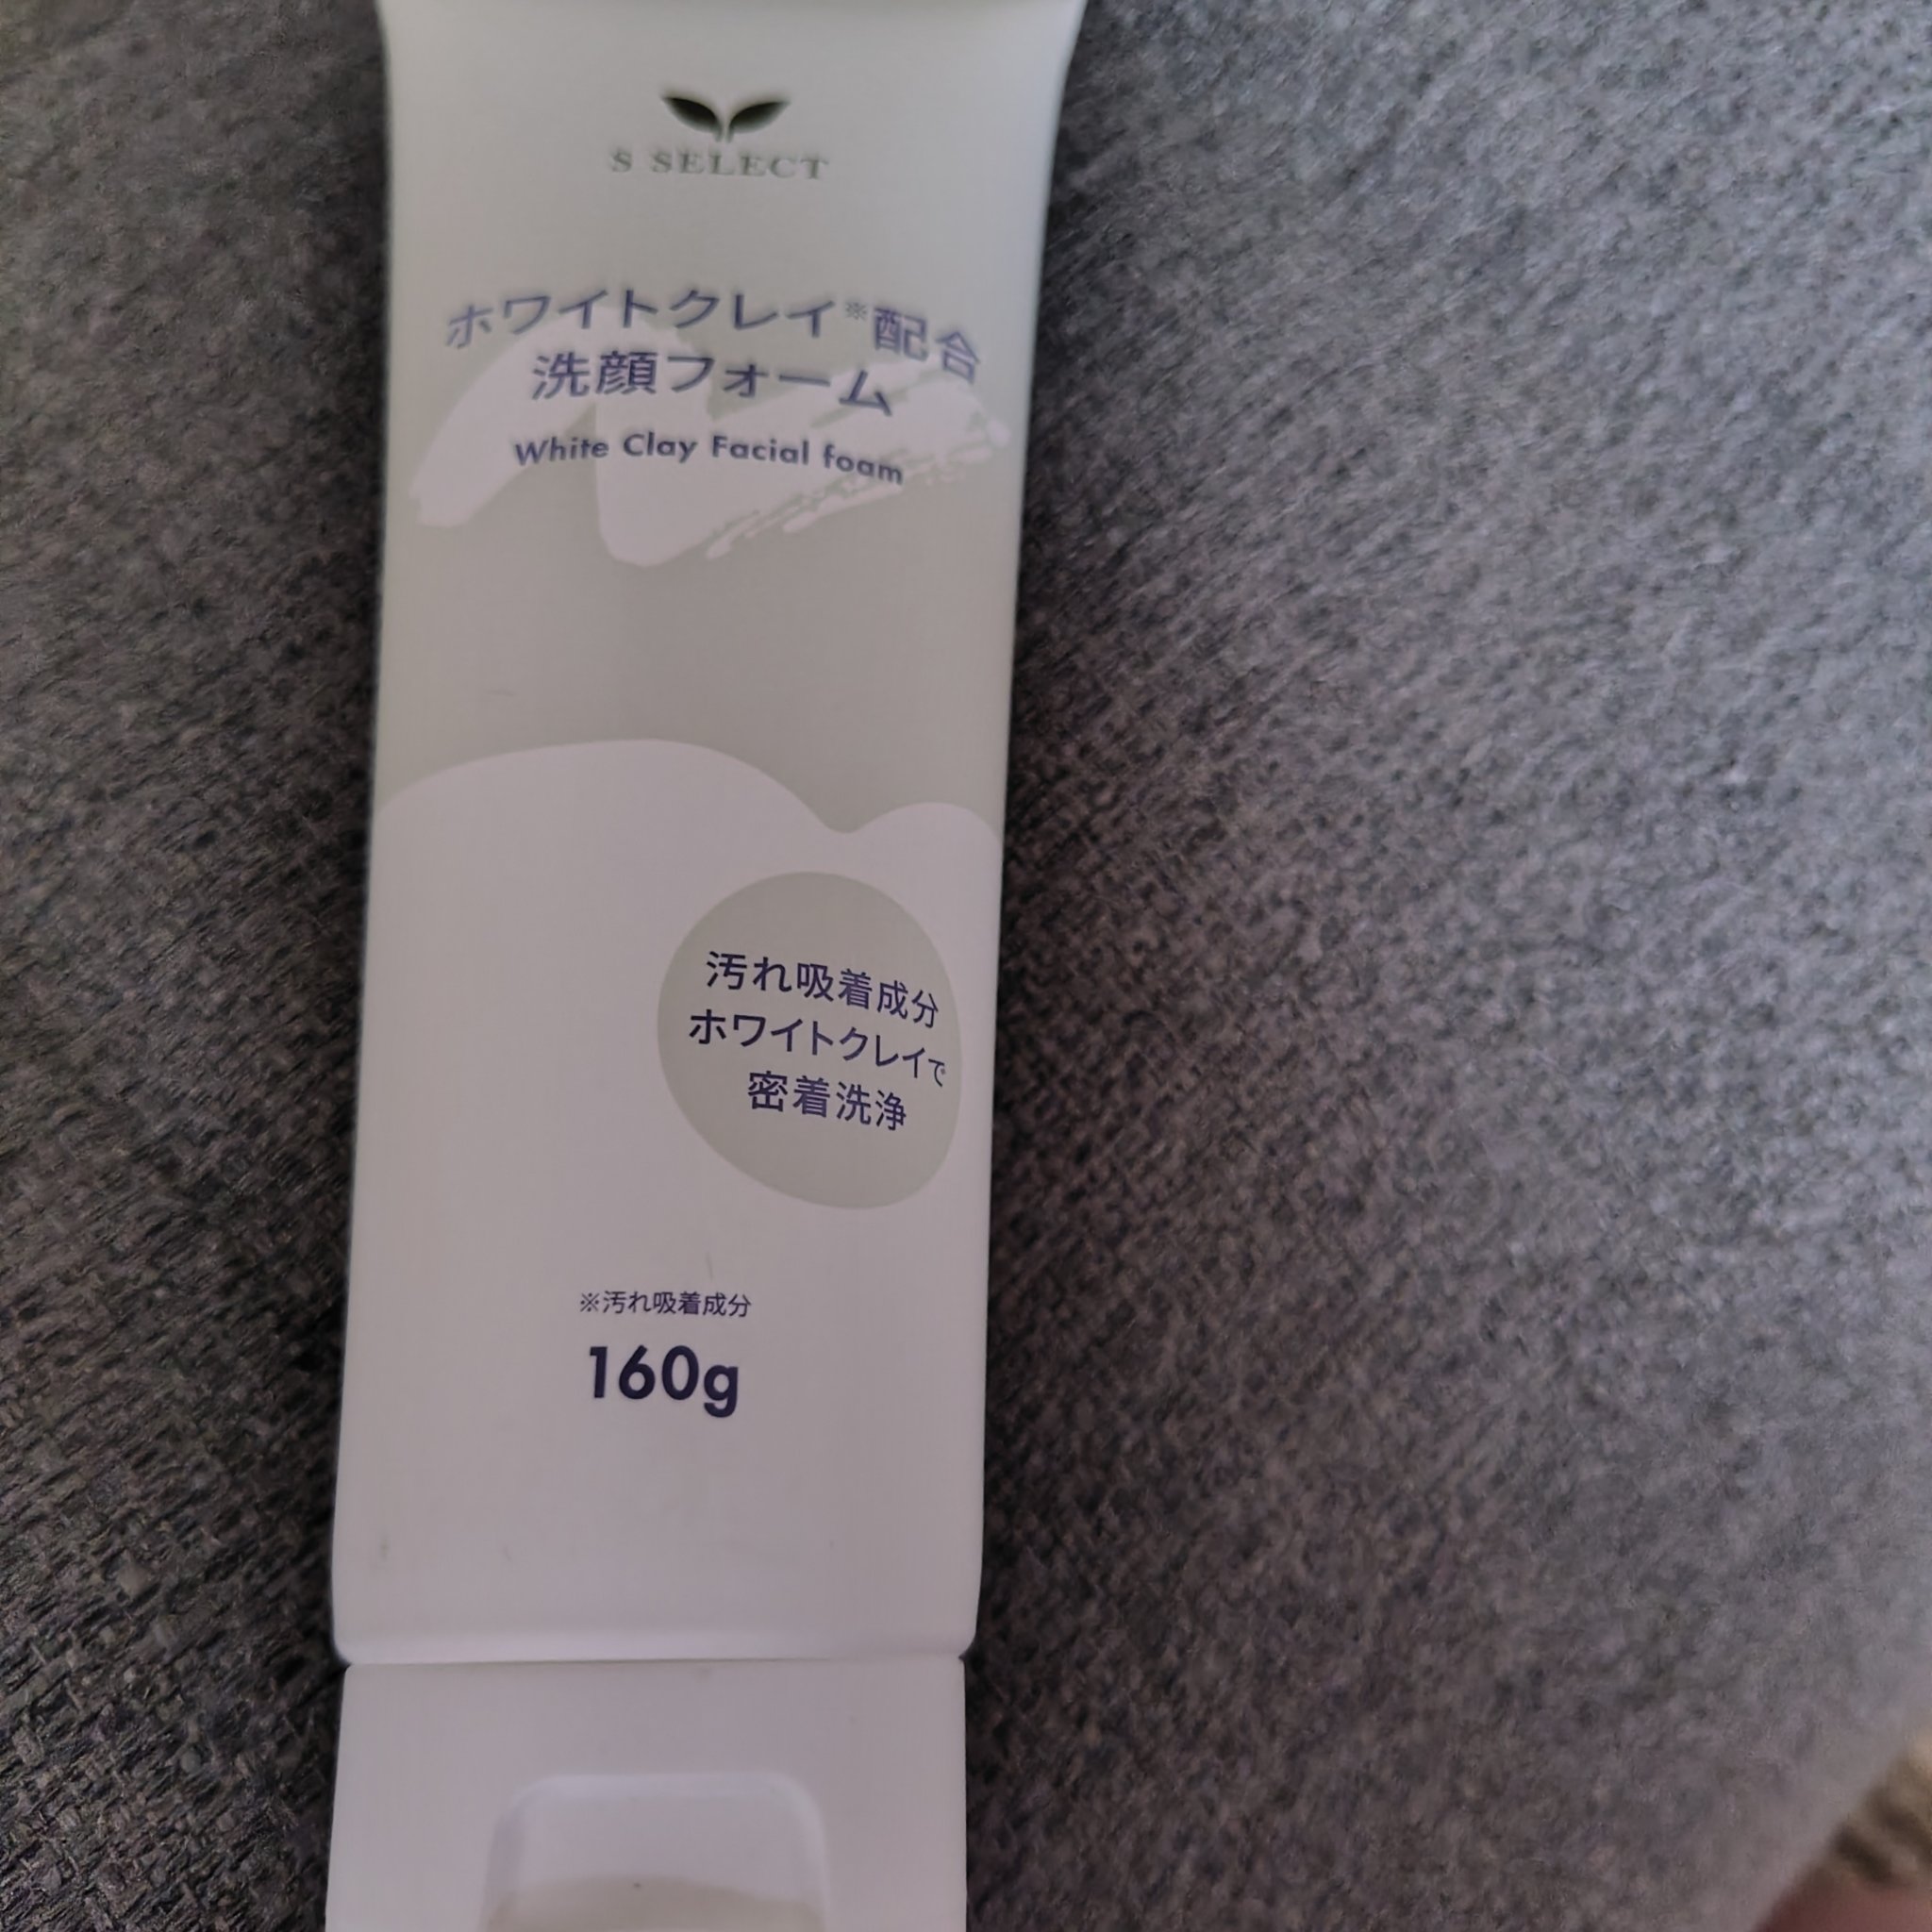 S SELECT
ホワイトクレイ※配合
洗顔フォーム
White Clay Facial foam
汚れ吸着成分
ホワイトクレイで
密着洗浄
※汚れ吸着成分
160g